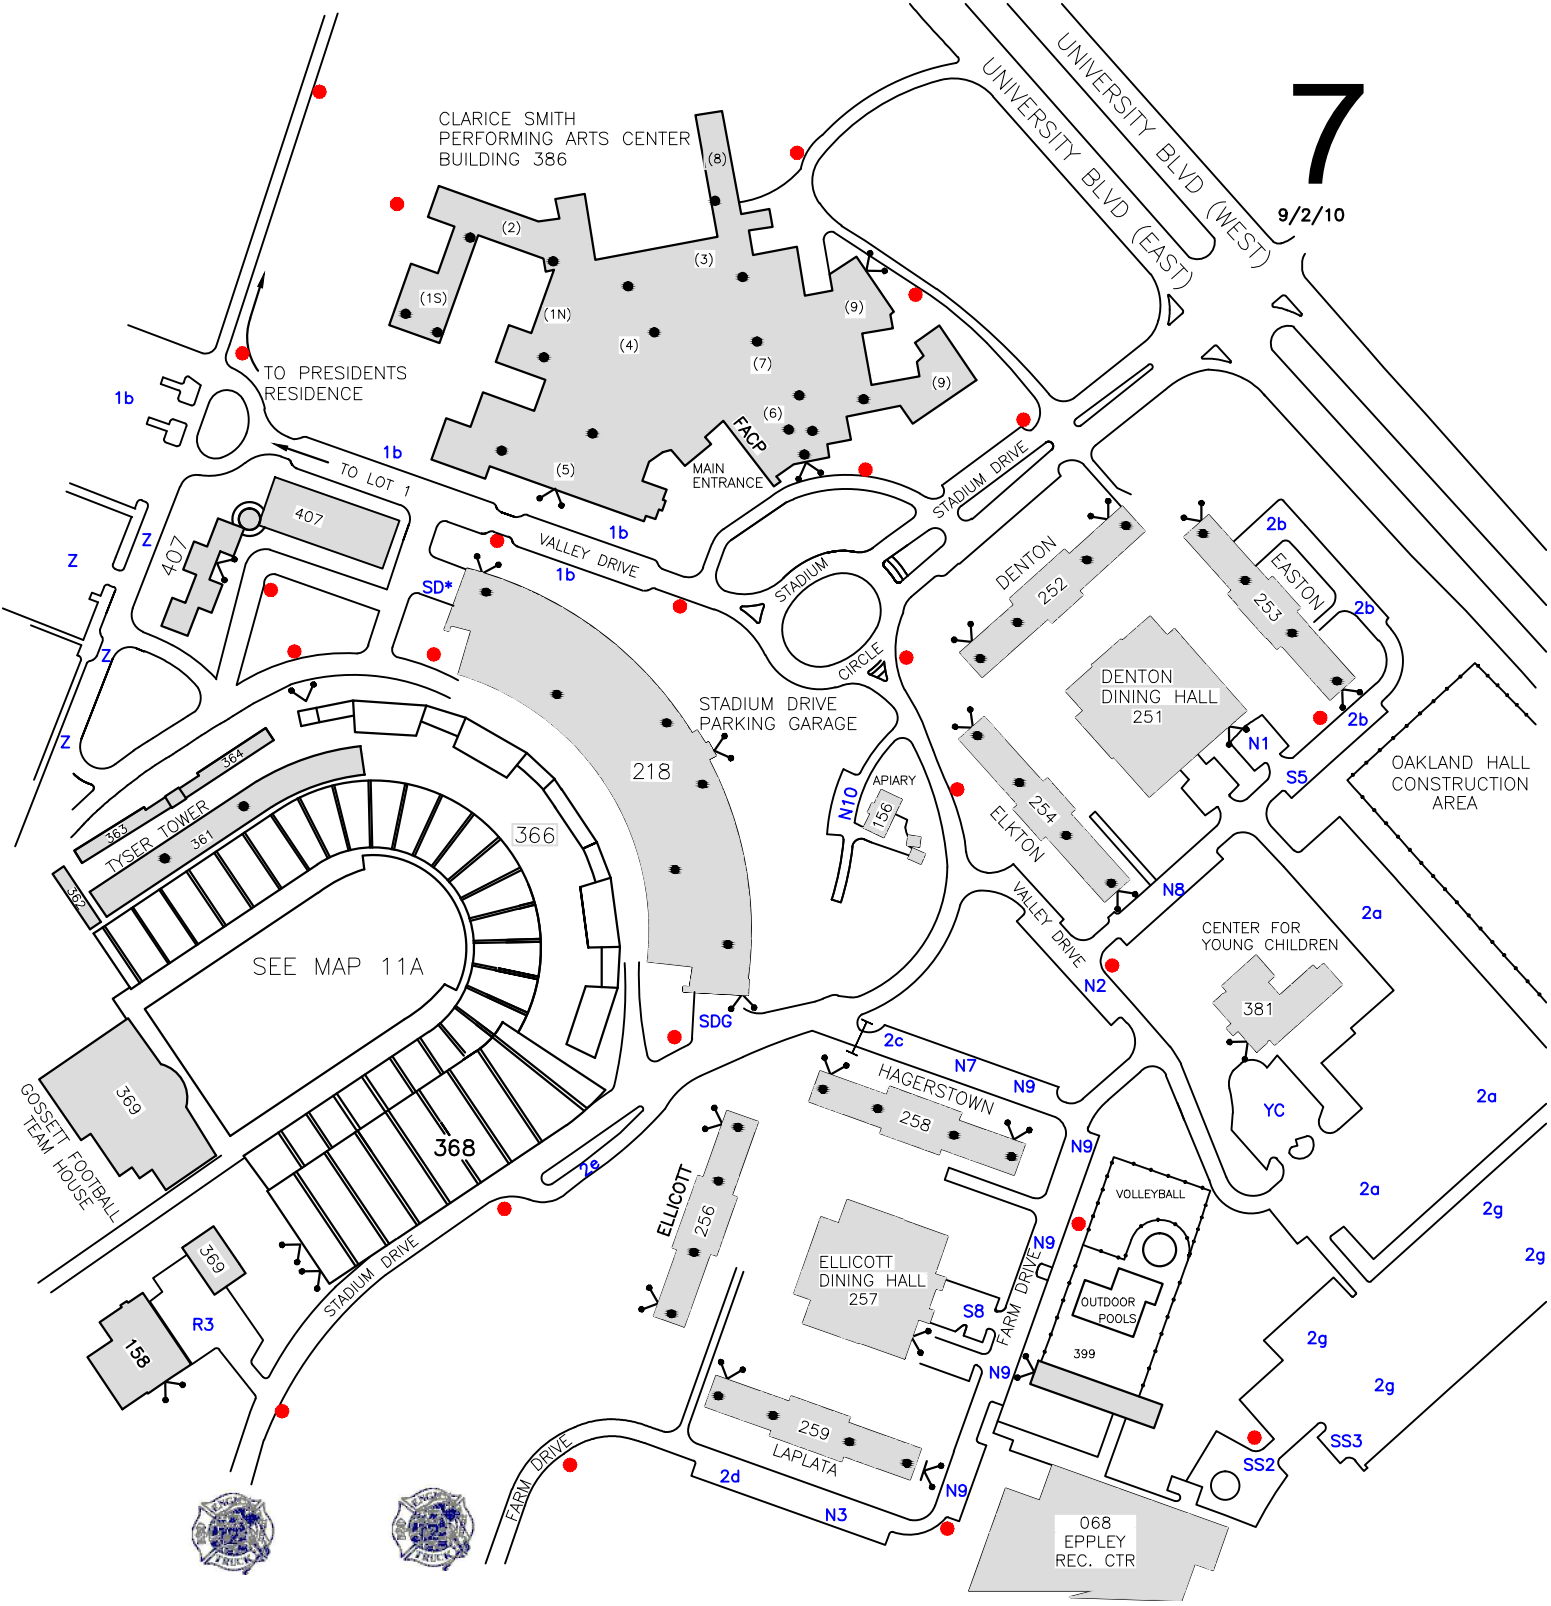 7
9/2/10
UNIVERSITY BLVD (WEST)
UNIVERSITY BLVD (EAST)
CLARICE SMITH
PERFORMING ARTS CENTER
BUILDING 386
(8)
(2)
(3)
(1S)
(1N)
(9)
(4)
(7)
(9)
(6)
FACP
(5)
MAIN
ENTRANCE
TO PRESIDENTS
RESIDENCE
1b
1b
TO LOT 1
1b
VALLEY DRIVE
1b
STADIUM DRIVE
STADIUM
CIRCLE
407
407
Z
Z
Z
Z
SD*
DENTON
252
2b
EASTON
253
2b
2b
DENTON
DINING HALL
251
N1
S5
STADIUM DRIVE
PARKING GARAGE
218
APIARY
156
N10
254
ELKTON
OAKLAND HALL
CONSTRUCTION
AREA
364
363
TYSER TOWER
361
362
366
SEE MAP 11A
VALLEY DRIVE
N8
N2
2a
CENTER FOR
YOUNG CHILDREN
381
SDG
2c
N7
N9
HAGERSTOWN
258
369
GOSSETT FOOTBALL
TEAM HOUSE
368
2e
YC
2a
2a
2g
2g
2g
2g
N9
VOLLEYBALL
ELLICOTT
256
N9
ELLICOTT
DINING HALL
257
S8
FARM DRIVE
OUTDOOR
POOLS
399
N9
369
R3
158
STADIUM DRIVE
259
LAPLATA
FARM DRIVE
2d
N3
N9
SS3
SS2
068
EPPLEY
REC. CTR
ENGINE
TRUCK
ENGINE
TRUCK